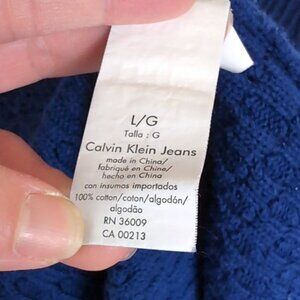 L/G
Talla : G
Calvin Klein Jeans
made in China/
fabriqué en China/
hecho en China
con insumos importados
100% cotton/coton/algodón/
algodão
RN 36009
CA 00213